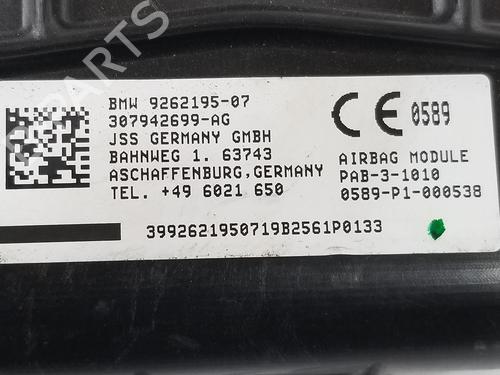 BMW 9262195-07
307942699-AG
JSS GERMANY GMBH
BAHNWEG 1. 63743
ASCHAFFENBURG,GERMANY
TEL. +49 6021 650
CE 0589
AIRBAG MODULE
PAB-3-1010
0589-P1-000538
3992621950719B2561P0133
PARTS